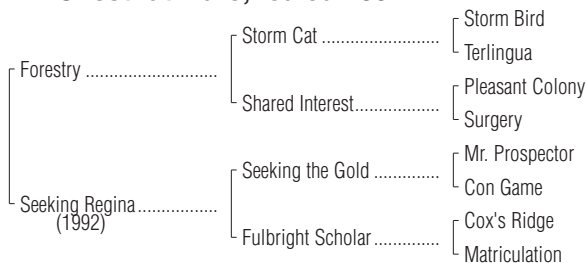 Storm Bird
Storm Cat ........................
Terlingua
Forestry ...........................
Pleasant Colony
Shared Interest.................
Surgery
Mr. Prospector
Seeking the Gold .............
Con Game
Seeking Regina................
(1992)
Cox's Ridge
Fulbright Scholar.............
Matriculation